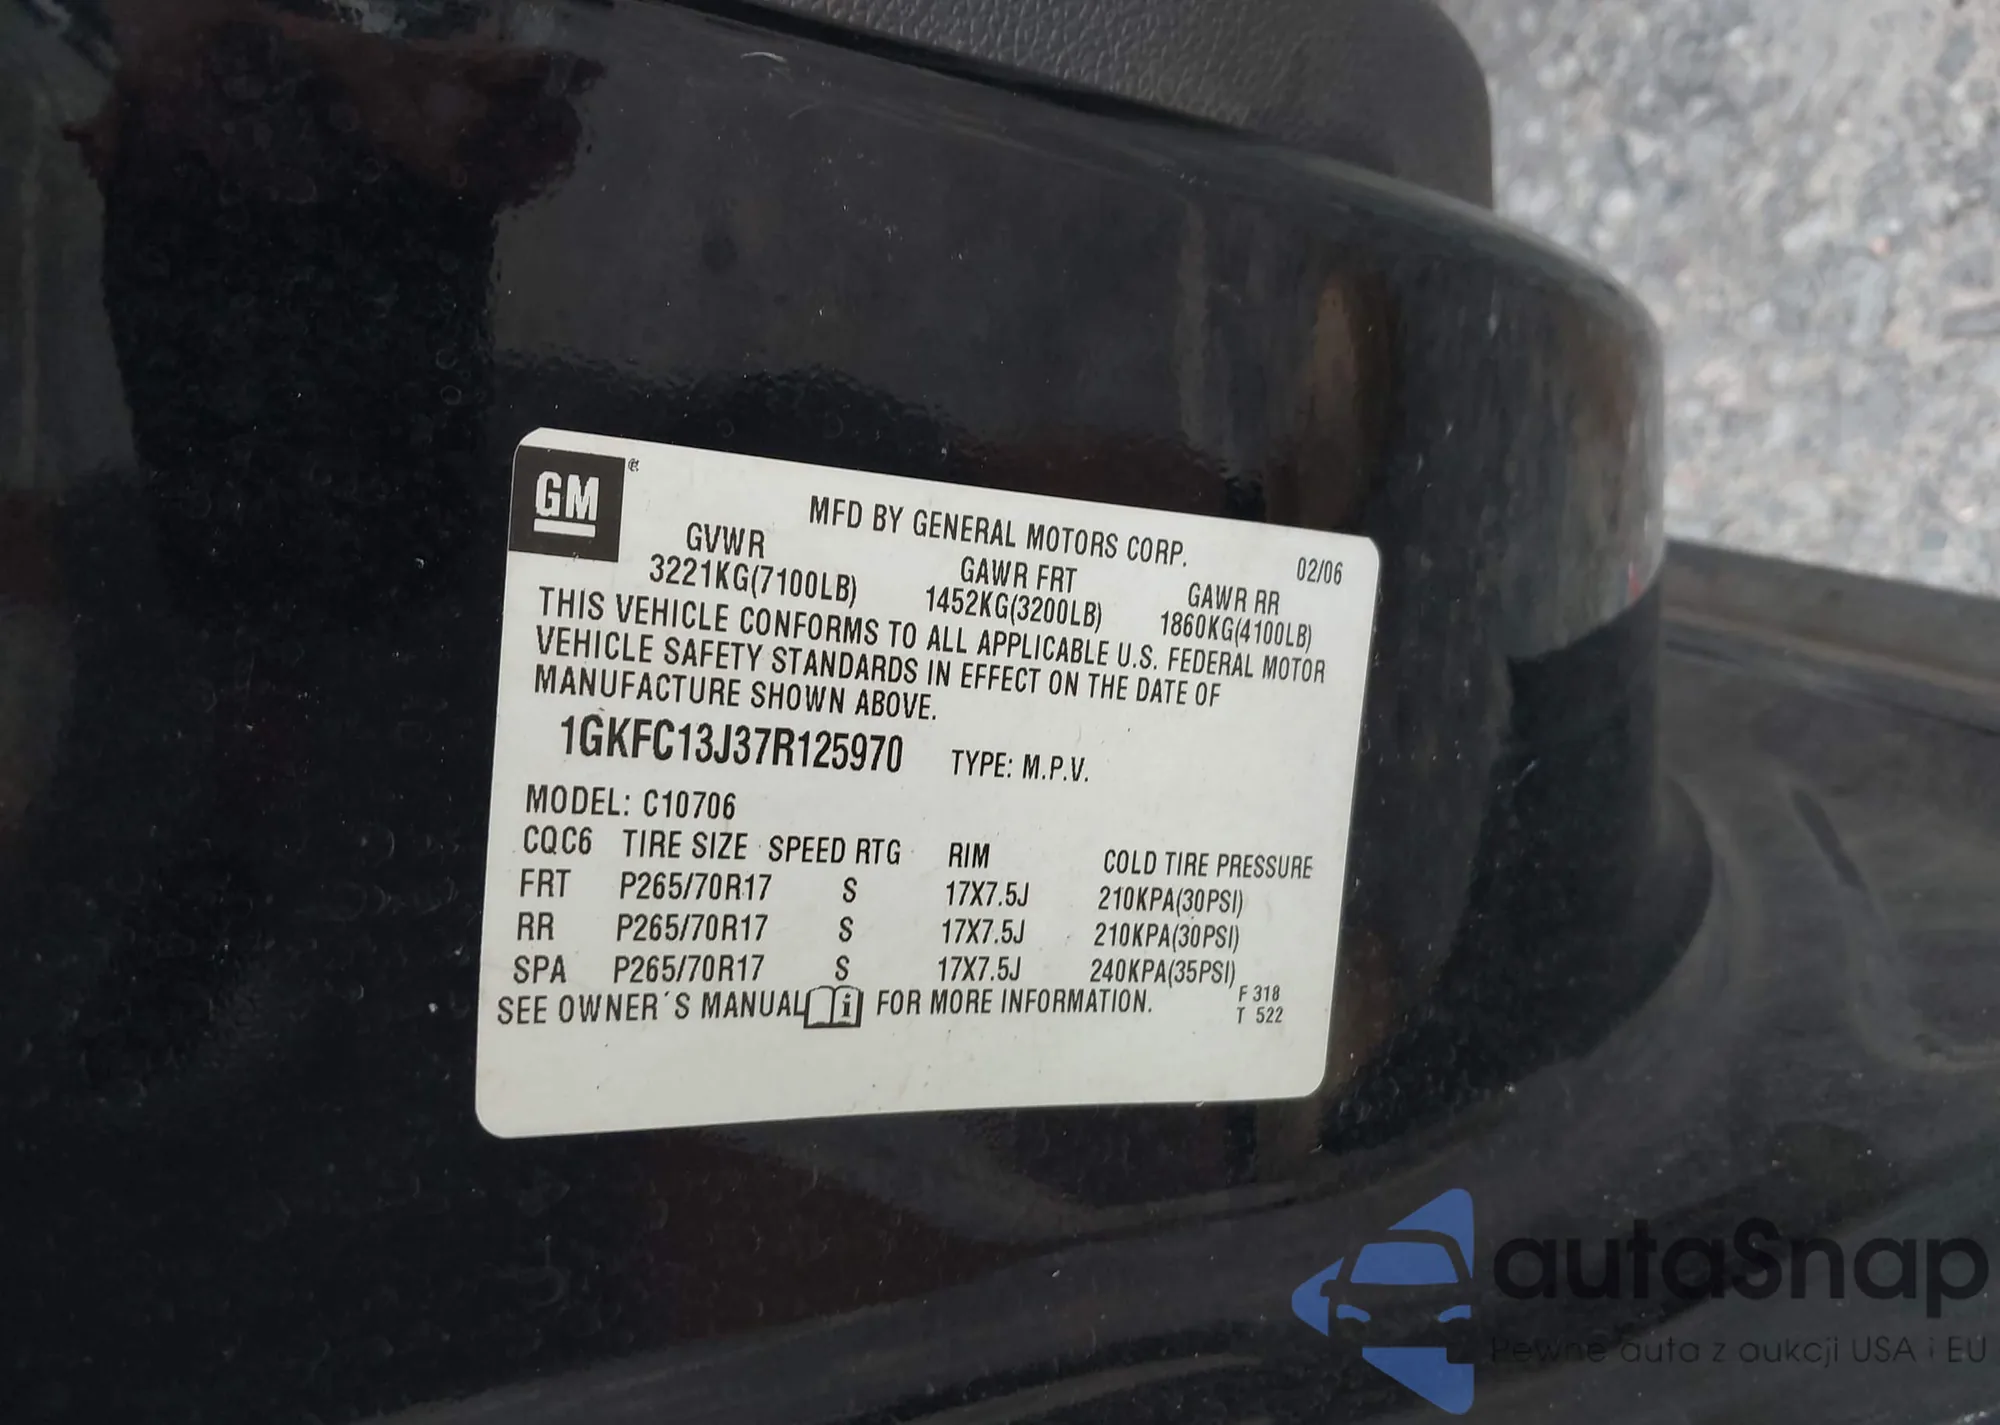 GM
MFD BY GENERAL MOTORS CORP.
02/06
GVWR GAWR FRT GAWR RR
3221KG(7100LB) 1452KG(3200LB) 1860KG(4100LB)
THIS VEHICLE CONFORMS TO ALL APPLICABLE U.S. FEDERAL MOTOR
VEHICLE SAFETY STANDARDS IN EFFECT ON THE DATE OF
MANUFACTURE SHOWN ABOVE.
1GKFC13J37R125970 TYPE: M.P.V.
MODEL: C10706
CQC6 TIRE SIZE SPEED RTG RIM COLD TIRE PRESSURE
FRT P265/70R17 S 17X7.5J 210KPA(30PSI)
RR P265/70R17 S 17X7.5J 210KPA(30PSI)
SPA P265/70R17 S 17X7.5J 240KPA(35PSI)
SEE OWNER´S MANUAL i FOR MORE INFORMATION.
F 318
T 522
autaSnap
Pewne auta z aukcji USA i EU